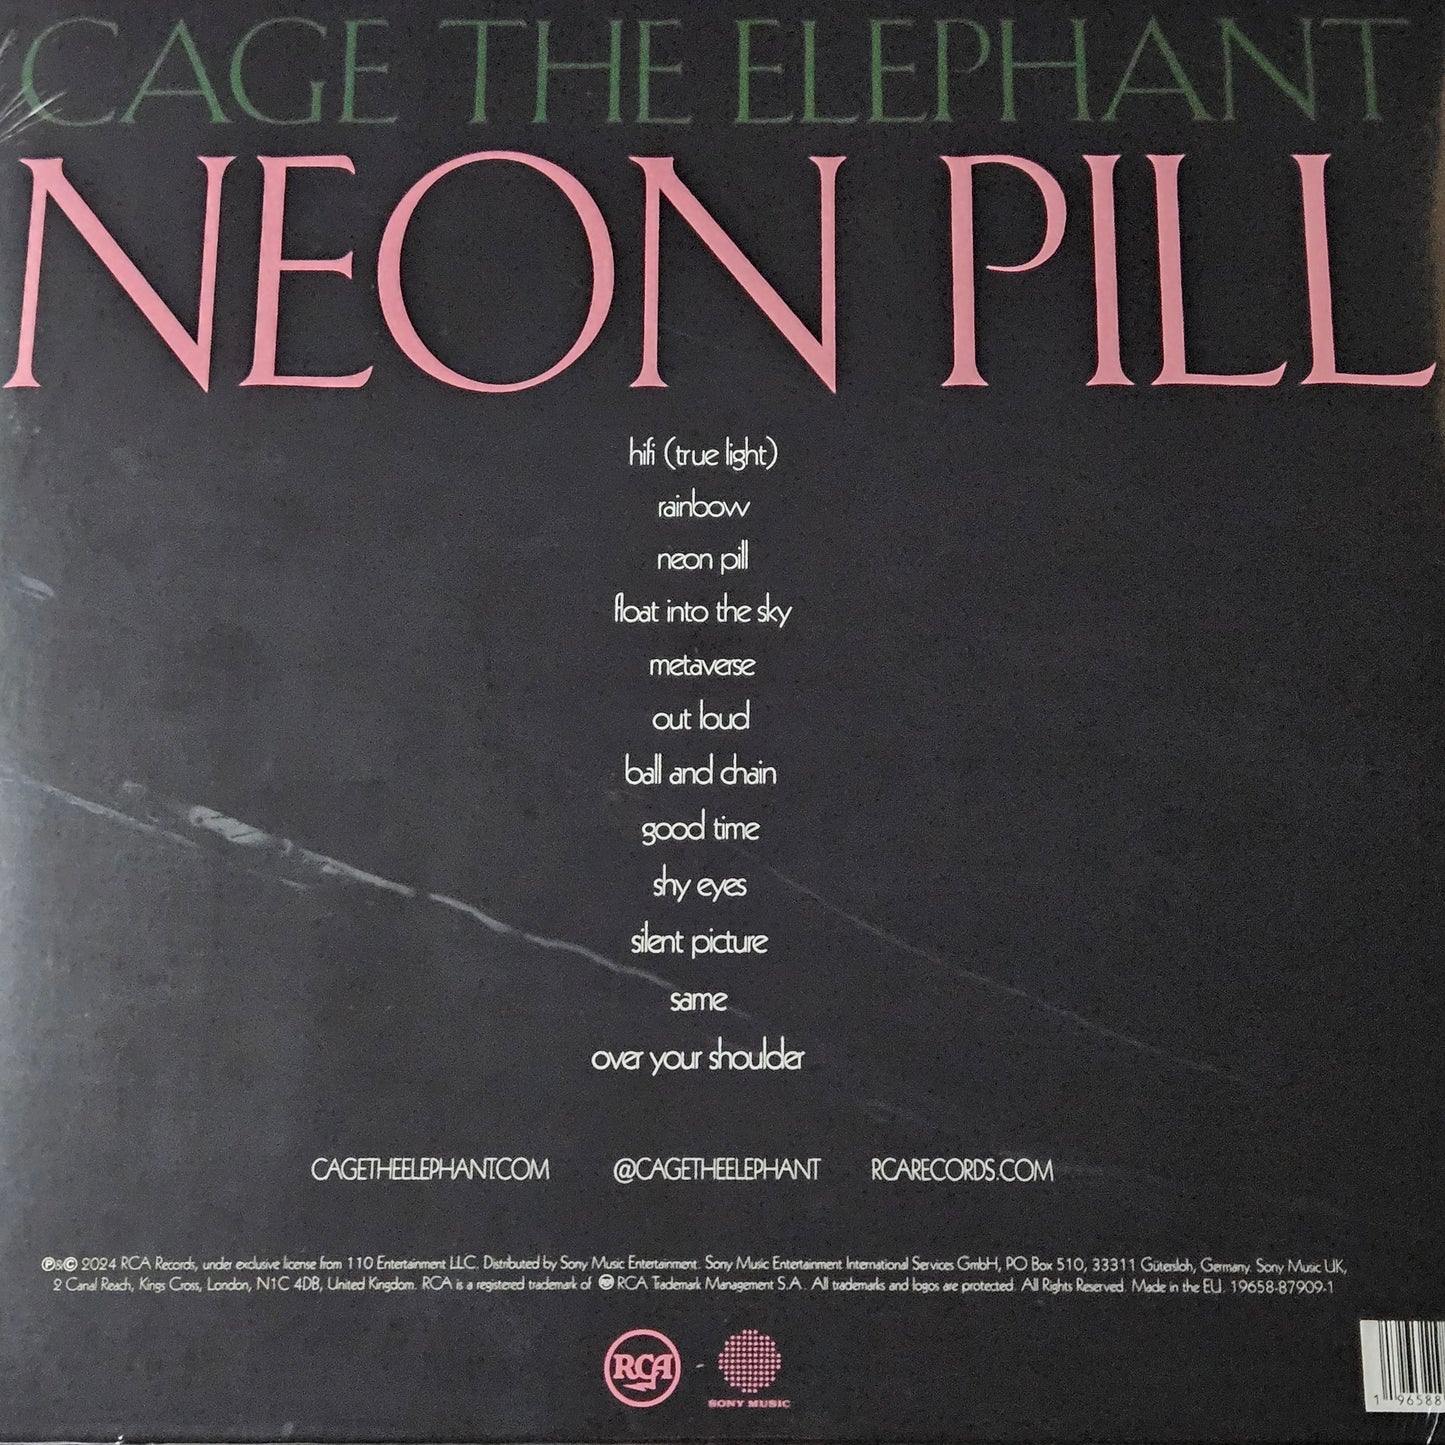 CAGE THE ELEPHANT
NEON PILL
hifi (true light)
rainbow
neon pill
float into the sky
metaverse
out loud
ball and chain
good time
shy eyes
silent picture
same
over your shoulder
CAGETHEELEPHANT.COM @CAGETHEELEPHANT RCARECORDS.COM
℗&© 2024 RCA Records, under exclusive license from 110 Entertainment LLC. Distributed by Sony Music Entertainment. Sony Music Entertainment International Services GmbH, PO Box 510, 33311 Gütersloh, Germany. Sony Music UK,
2 Canal Reach, Kings Cross, London, N1C 4DB, United Kingdom. RCA is a registered trademark of RCA Trademark Management S.A.. All trademarks and logos are protected. All Rights Reserved. Made in the EU. 19658-87909-1
RCA
SONY MUSIC
1 96588